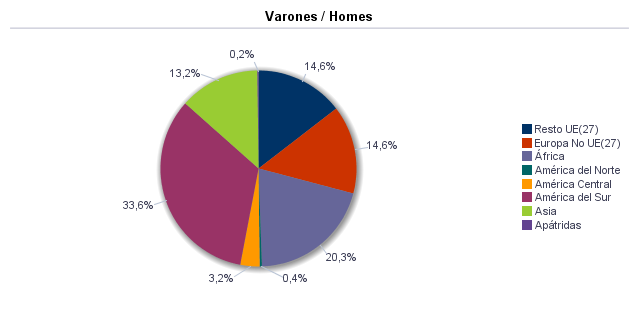 Varones / Homes
0,2%
14,6%
13,2%
14,6%
33,6%
20,3%
3,2%
0,4%
Resto UE(27)
Europa No UE(27)
África
América del Norte
América Central
América del Sur
Asia
Apátridas